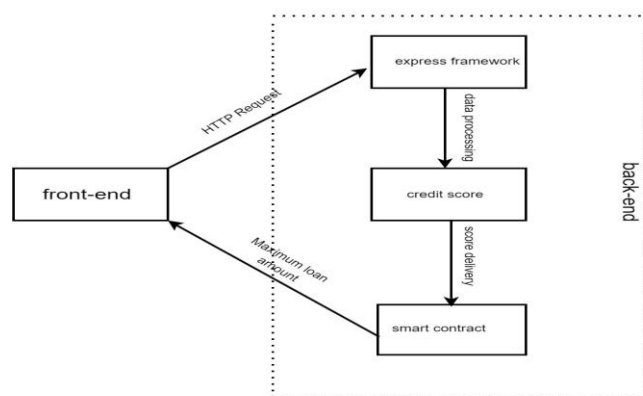 express framework
HTTP Request
data processing
front-end
credit score
back-end
score delivery
Maximum loan
amount
smart contract